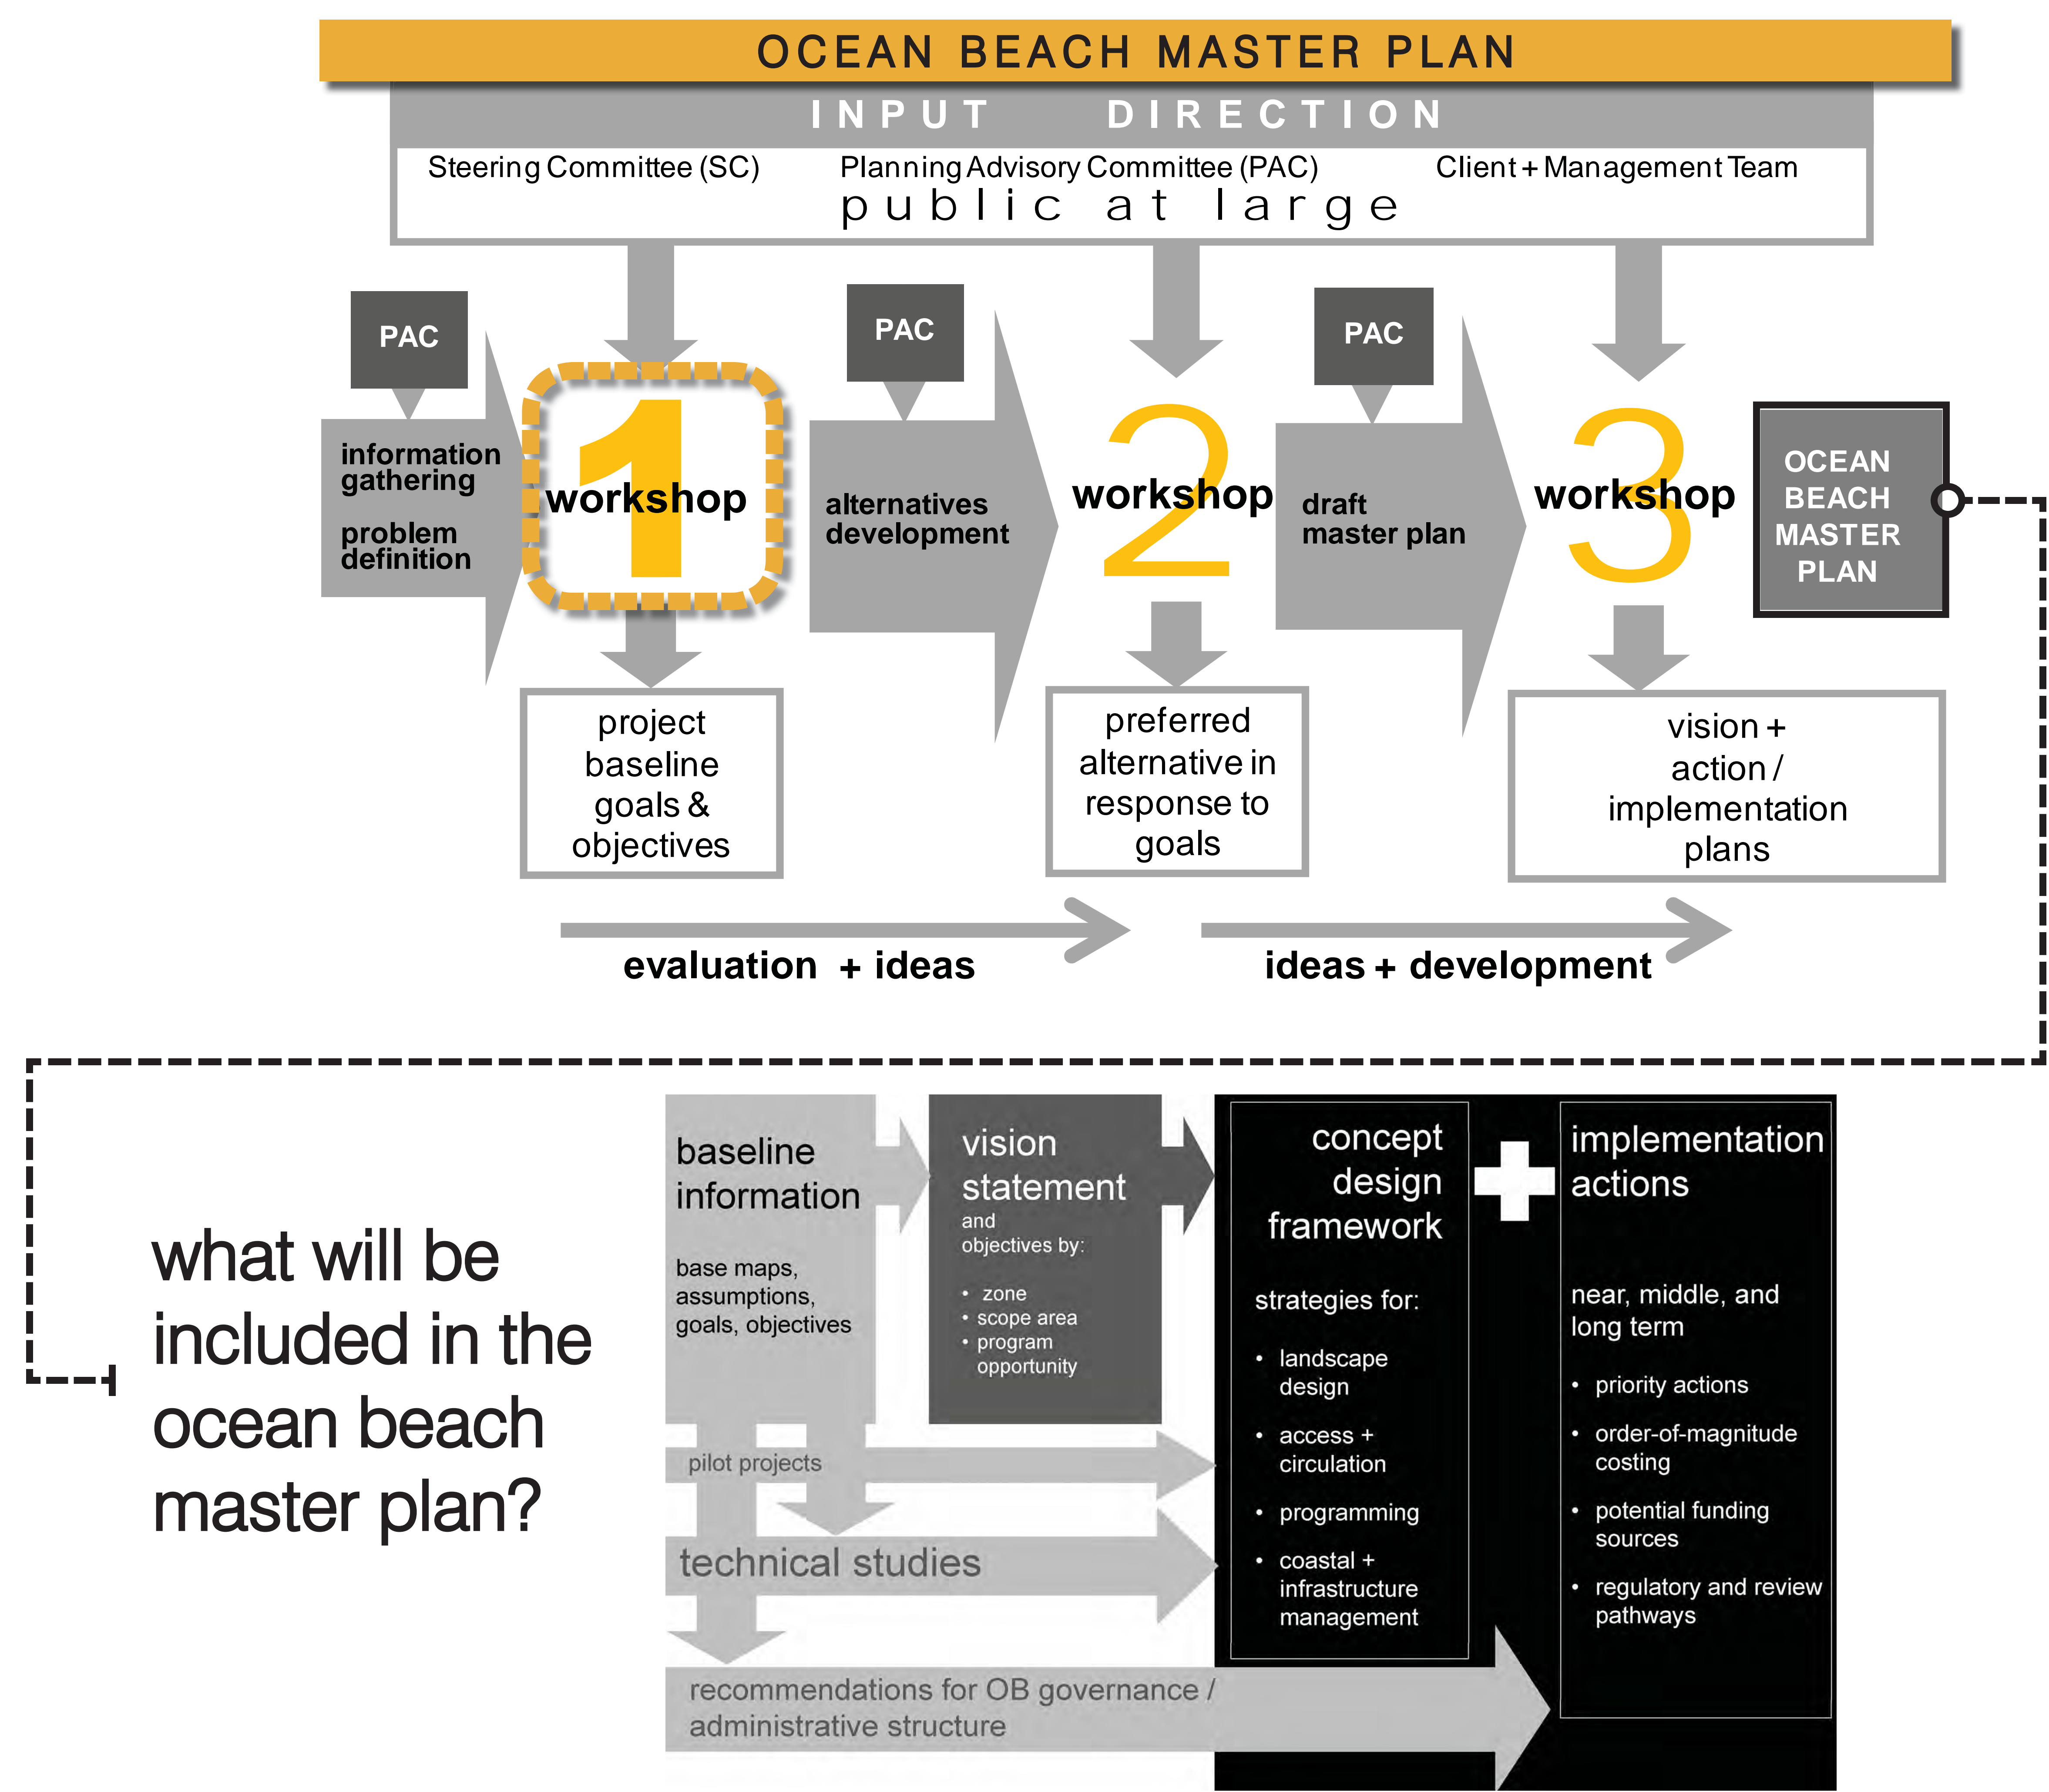 OCEAN BEACH MASTER PLAN
INPUT DIRECTION
Steering Committee (SC)
Planning Advisory Committee (PAC)
Client + Management Team
public at large
PAC
PAC
PAC
information
gathering
problem
definition
1
workshop
alternatives
development
2
workshop
draft
master plan
3
workshop
OCEAN
BEACH
MASTER
PLAN
project
baseline
goals &
objectives
preferred
alternative in
response to
goals
vision +
action /
implementation
plans
evaluation + ideas
ideas + development
what will be
included in the
ocean beach
master plan?
baseline
information
base maps,
assumptions,
goals, objectives
vision
statement
and
objectives by:
• zone
• scope area
• program
opportunity
concept
design
framework
strategies for:
• landscape
design
• access +
circulation
• programming
• coastal +
infrastructure
management
implementation
actions
near, middle, and
long term
• priority actions
• order-of-magnitude
costing
• potential funding
sources
• regulatory and review
pathways
pilot projects
technical studies
recommendations for OB governance /
administrative structure